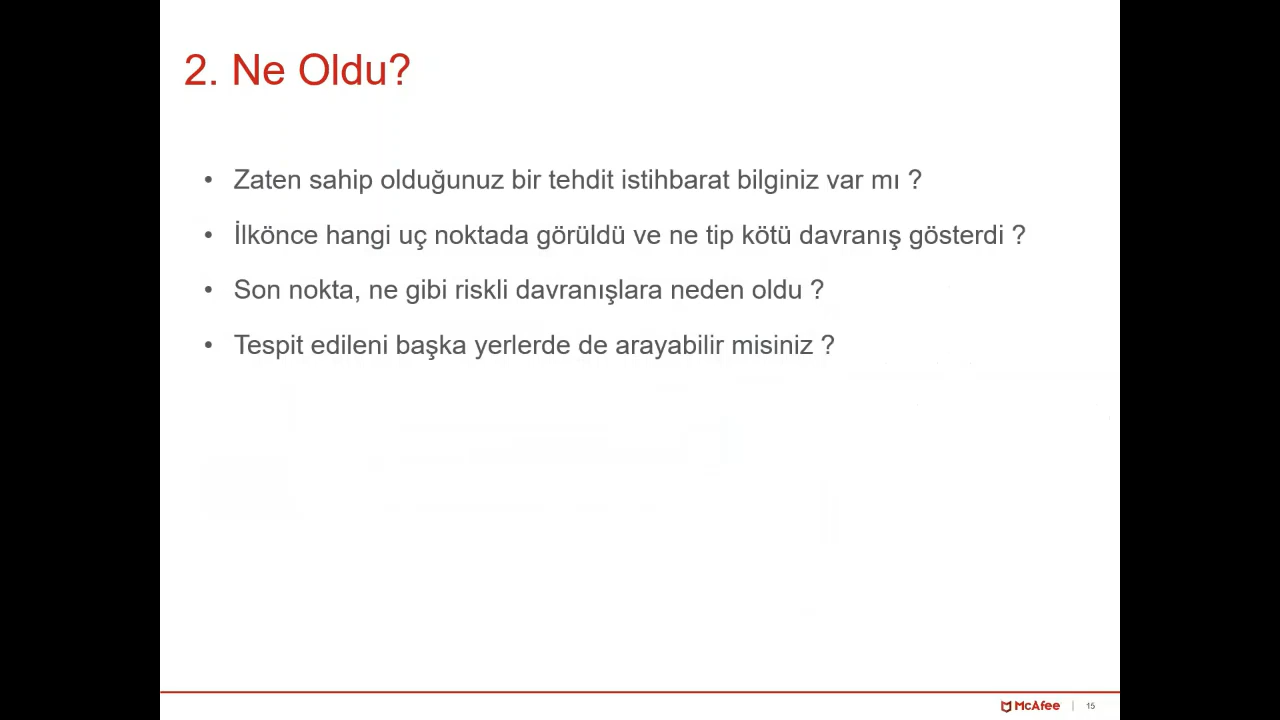 2. Ne Oldu?
• Zaten sahip olduğunuz bir tehdit istihbarat bilginiz var mı ?
• İlkönce hangi uç noktada görüldü ve ne tip kötü davranış gösterdi ?
• Son nokta, ne gibi riskli davranışlara neden oldu ?
• Tespit edileni başka yerlerde de arayabilir misiniz ?
McAfee | 15